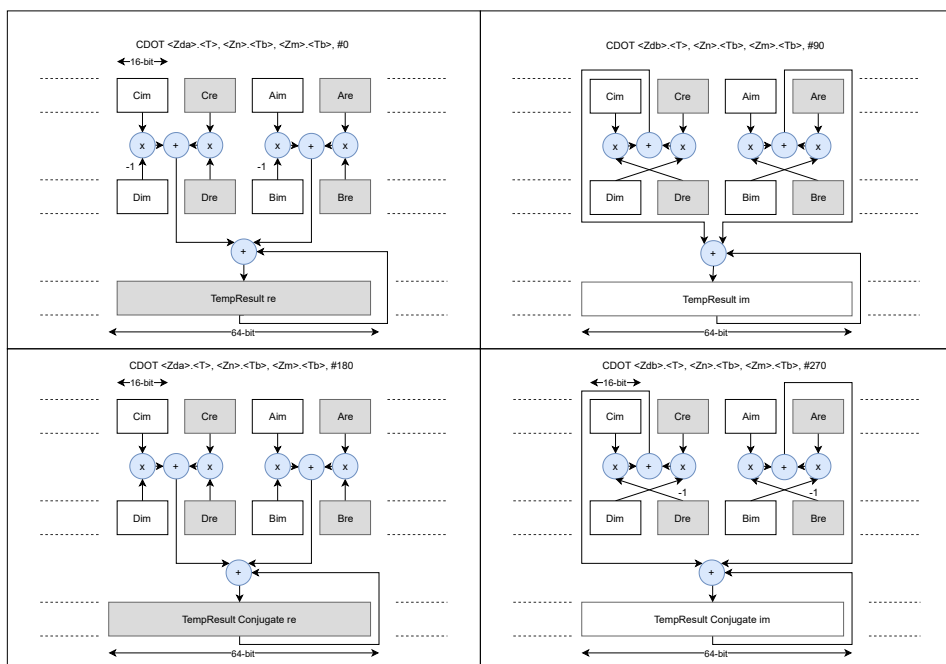 CDOT <Zda>.<T>, <Zn>.<Tb>, <Zm>.<Tb>, #0
16-bit
Cim Cre Aim Are
x + x x + x
-1 -1
Dim Dre Bim Bre
+
TempResult re
64-bit
CDOT <Zdb>.<T>, <Zn>.<Tb>, <Zm>.<Tb>, #90
Cim Cre Aim Are
x + x x + x
Dim Dre Bim Bre
+
TempResult im
64-bit
CDOT <Zda>.<T>, <Zn>.<Tb>, <Zm>.<Tb>, #180
16-bit
Cim Cre Aim Are
x + x x + x
Dim Dre Bim Bre
+
TempResult Conjugate re
64-bit
CDOT <Zdb>.<T>, <Zn>.<Tb>, <Zm>.<Tb>, #270
16-bit
Cim Cre Aim Are
x + x x + x
-1 -1
Dim Dre Bim Bre
+
TempResult Conjugate im
64-bit